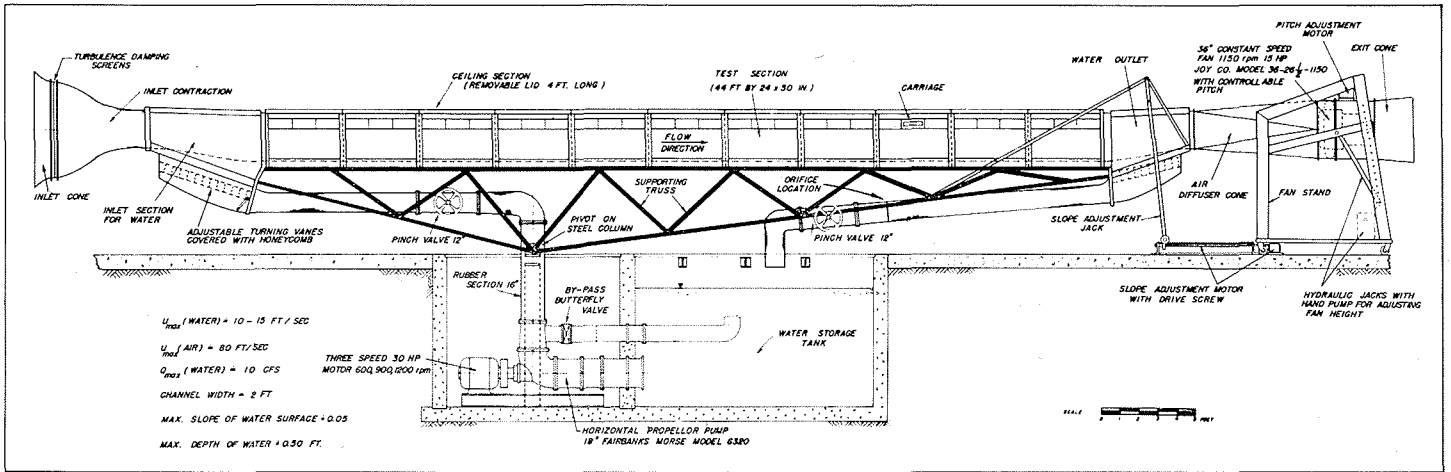 TURBULENCE DAMPING
SCREENS
INLET CONTRACTION
CEILING SECTION
(REMOVABLE LID 4 FT. LONG)
TEST SECTION
(44 FT BY 24 x 30 IN.)
CARRIAGE
WATER OUTLET
36" CONSTANT SPEED
FAN 1150 rpm 15 HP
JOY CO. MODEL 36-26½-1150
WITH CONTROLLABLE
PITCH
PITCH ADJUSTMENT
MOTOR
EXIT CONE
FLOW
DIRECTION
INLET CONE
INLET SECTION
FOR WATER
ADJUSTABLE TURNING VANES
COVERED WITH HONEYCOMB
PINCH VALVE 12"
PIVOT ON
STEEL COLUMN
SUPPORTING
TRUSS
ORIFICE
LOCATION
PINCH VALVE 12"
SLOPE ADJUSTMENT
JACK
AIR
DIFFUSER CONE
FAN STAND
RUBBER
SECTION 16"
BY-PASS
BUTTERFLY
VALVE
WATER STORAGE
TANK
SLOPE ADJUSTMENT MOTOR
WITH DRIVE SCREW
HYDRAULIC JACKS WITH
HAND PUMP FOR ADJUSTING
FAN HEIGHT
THREE SPEED 30 HP
MOTOR 600,900,1200 rpm
HORIZONTAL PROPELLOR PUMP
18" FAIRBANKS MORSE MODEL 6320
Umax (WATER) = 10 - 15 FT / SEC
Umax (AIR) = 80 FT/SEC
Qmax (WATER) = 10 CFS
CHANNEL WIDTH = 2 FT
MAX. SLOPE OF WATER SURFACE = 0.05
MAX. DEPTH OF WATER = 0.50 FT.
SCALE
FEET